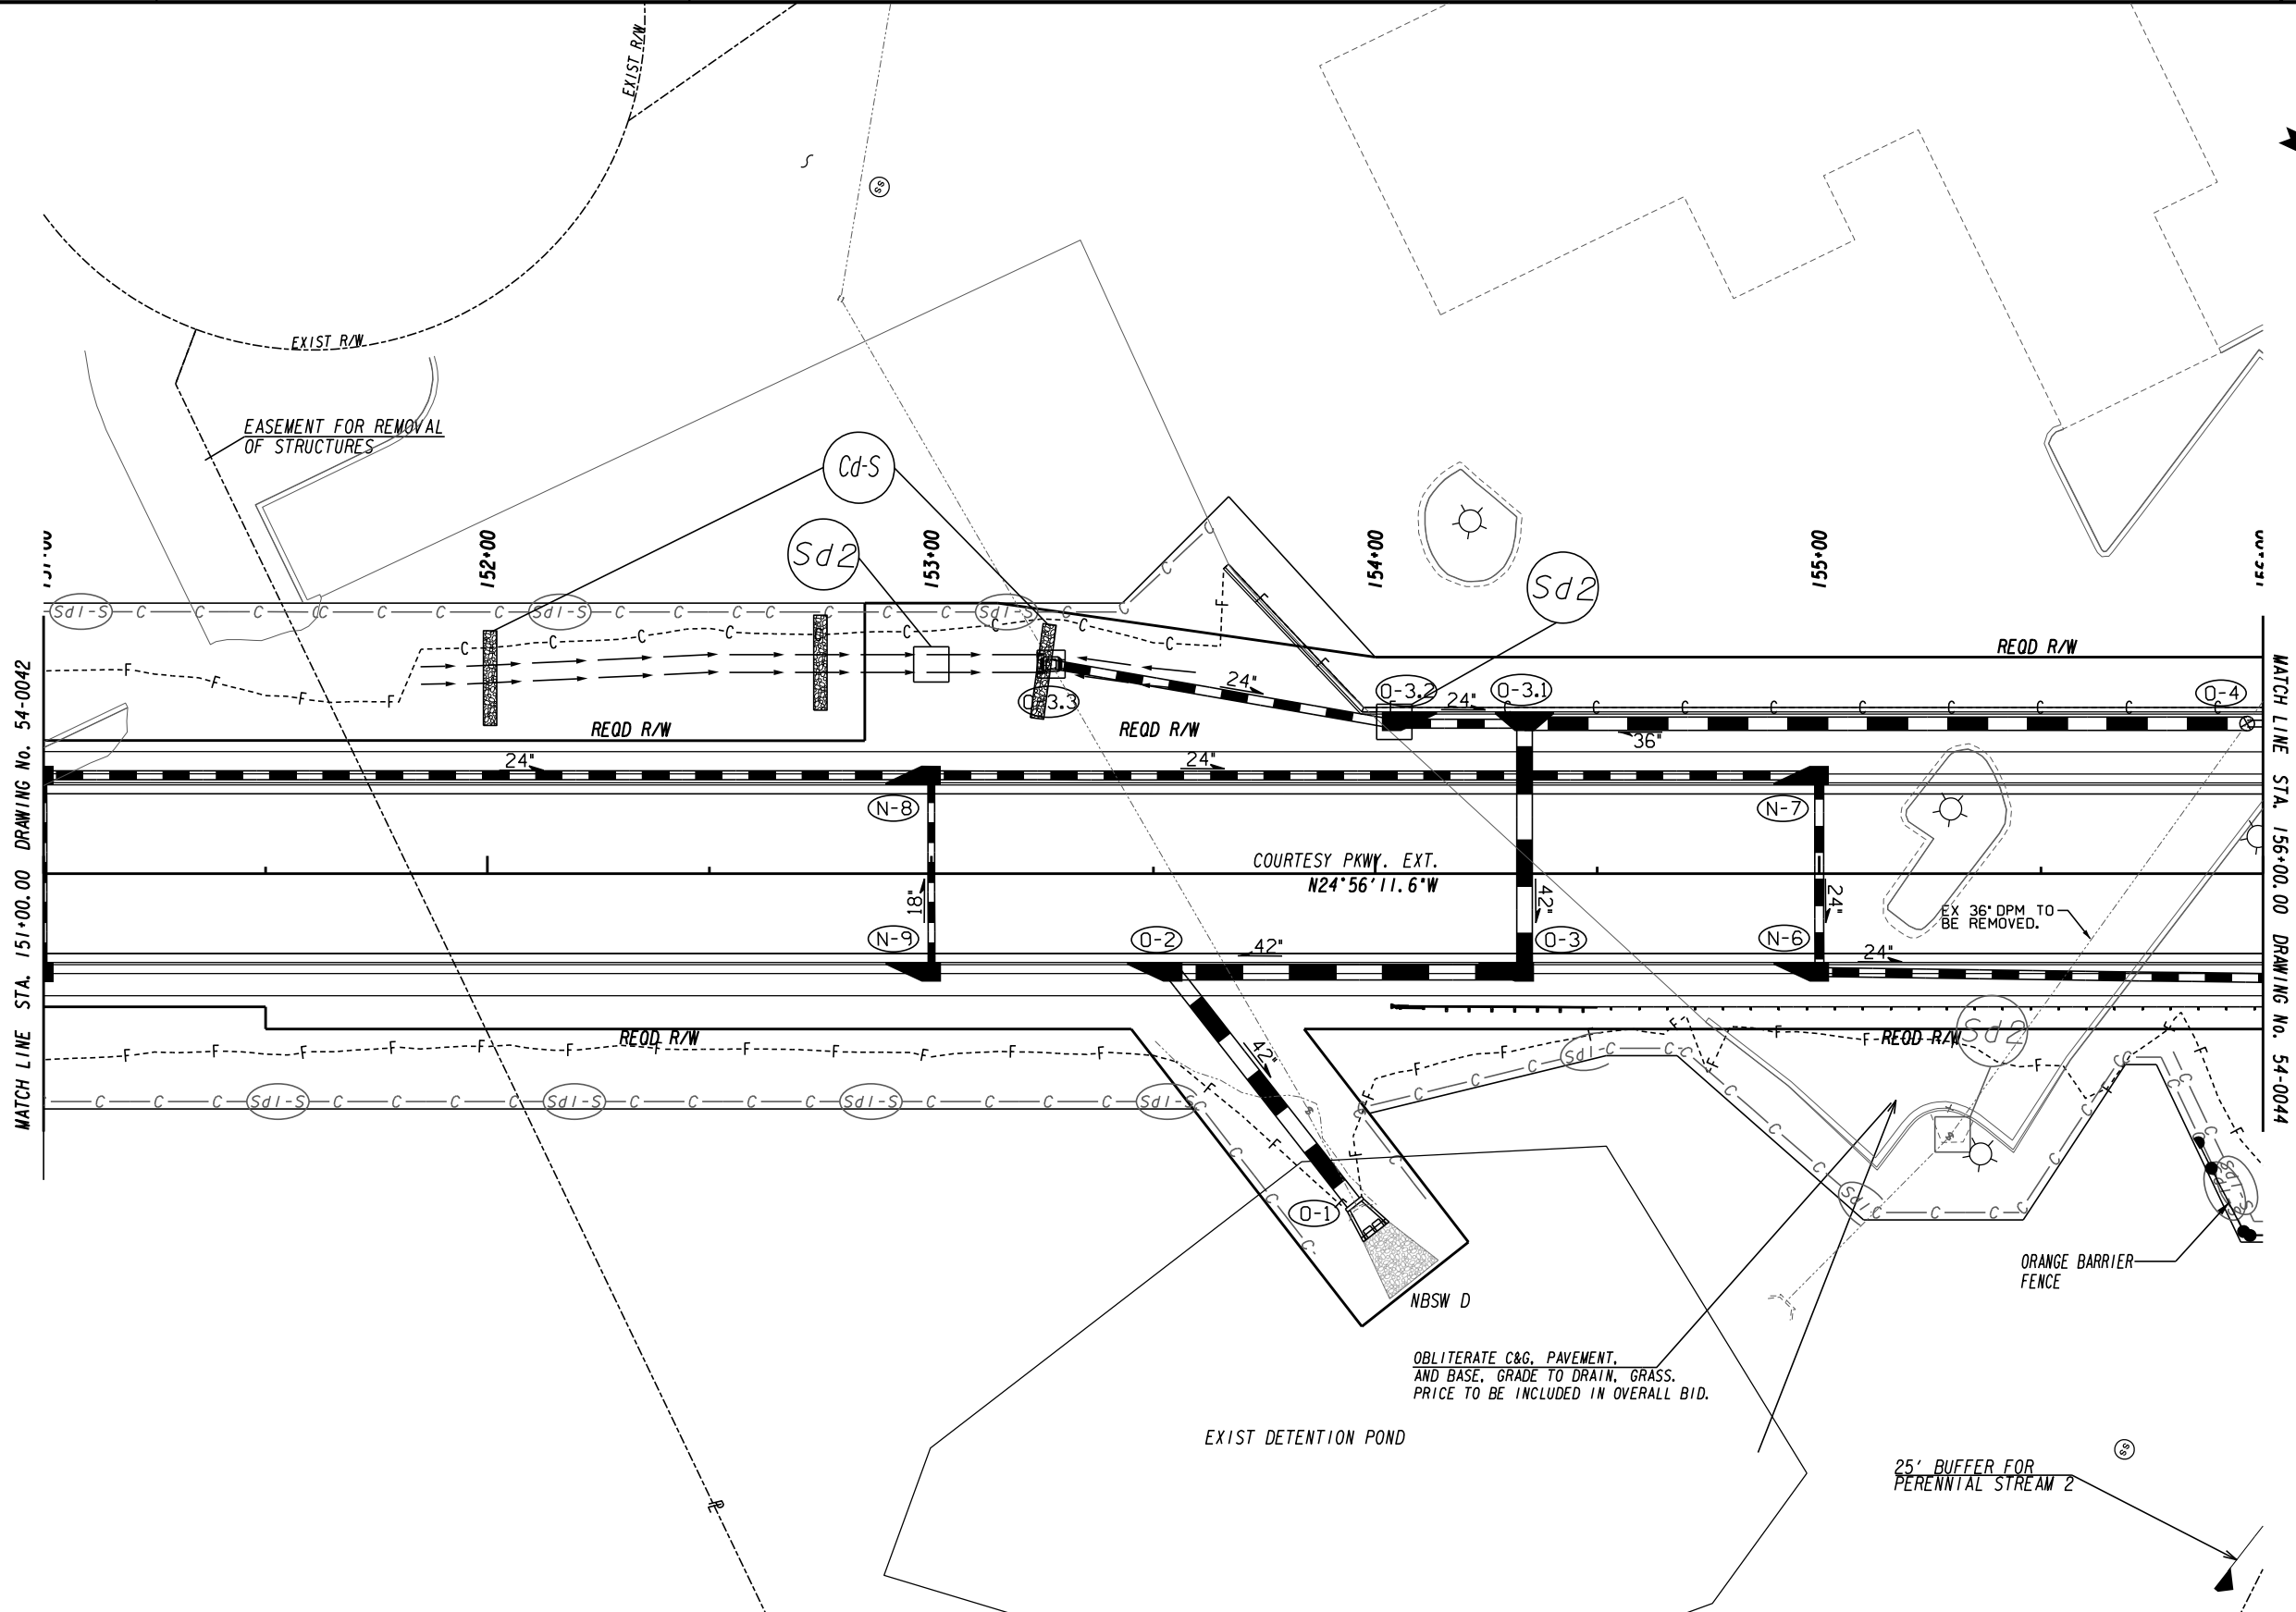 EXIST R/W
EXIST R/W
SS
EASEMENT FOR REMOVAL
OF STRUCTURES
Cd-S
Sd2
Sd2
152+00
153+00
154+00
155+00
Sd1-S
C C C C C C
Sd1-S
C C C C C C
Sd1-S
C C C C
C C C C C C C C
F F F F
F F F
REQD R/W
REQD R/W
REQD R/W
24"
O-3.2
24"
O-3.1
O-4
C C C C C C C
36"
24"
24"
N-8
N-7
COURTESY PKWY. EXT.
N24°56'11.6"W
18"
42"
24"
EX 36" DPM TO
BE REMOVED.
N-9
O-2
42"
O-3
N-6
24"
REQD R/W
REQD R/W
Sd2
F F F F F F F F F F F F
F F F F F F F F
42"
C C
Sd1-S
C C C C
Sd1-S
C C C C
Sd1-S
C C C C
Sd1-S
C C C
Sd1
C C C C C
O-1
NBSW D
ORANGE BARRIER
FENCE
OBLITERATE C&G, PAVEMENT,
AND BASE, GRADE TO DRAIN, GRASS.
PRICE TO BE INCLUDED IN OVERALL BID.
EXIST DETENTION POND
SS
25' BUFFER FOR
PERENNIAL STREAM 2
MATCH LINE STA. 151+00.00 DRAWING No. 54-0042
MATCH LINE STA. 156+00.00 DRAWING No. 54-0044